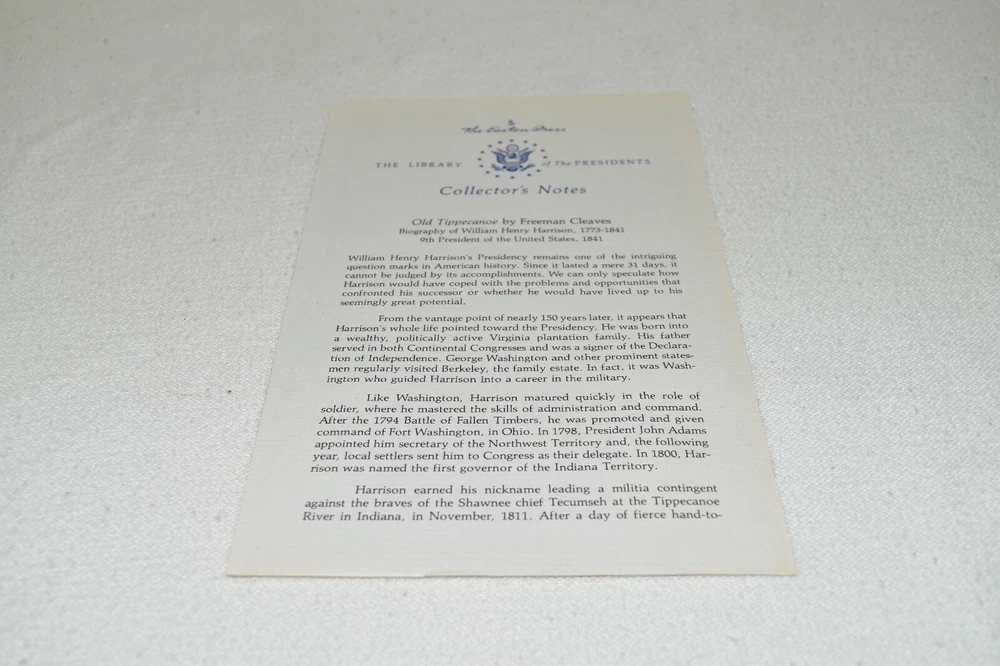 The Easton Press
THE LIBRARY of The PRESIDENTS
Collector's Notes
Old Tippecanoe by Freeman Cleaves
Biography of William Henry Harrison, 1773-1841
9th President of the United States, 1841
William Henry Harrison's Presidency remains one of the intriguing
question marks in American history. Since it lasted a mere 31 days, it
cannot be judged by its accomplishments. We can only speculate how
Harrison would have coped with the problems and opportunities that
confronted his successor or whether he would have lived up to his
seemingly great potential.
From the vantage point of nearly 150 years later, it appears that
Harrison's whole life pointed toward the Presidency. He was born into
a wealthy, politically active Virginia plantation family. His father
served in both Continental Congresses and was a signer of the Declara-
tion of Independence. George Washington and other prominent states-
men regularly visited Berkeley, the family estate. In fact, it was Wash-
ington who guided Harrison into a career in the military.
Like Washington, Harrison matured quickly in the role of
soldier, where he mastered the skills of administration and command.
After the 1794 Battle of Fallen Timbers, he was promoted and given
command of Fort Washington, in Ohio. In 1798, President John Adams
appointed him secretary of the Northwest Territory and, the following
year, local settlers sent him to Congress as their delegate. In 1800, Har-
rison was named the first governor of the Indiana Territory.
Harrison earned his nickname leading a militia contingent
against the braves of the Shawnee chief Tecumseh at the Tippecanoe
River in Indiana, in November, 1811. After a day of fierce hand-to-